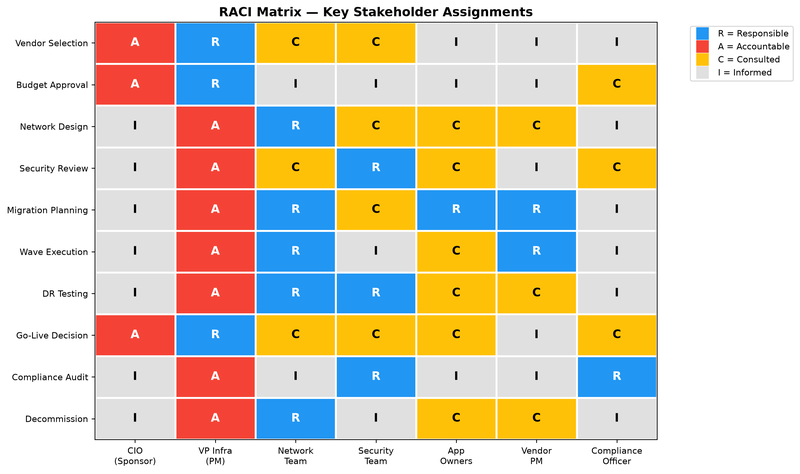 RACI Matrix — Key Stakeholder Assignments
R = Responsible
A = Accountable
C = Consulted
I = Informed
Vendor Selection A R C C I I I
Budget Approval A R I I I I C
Network Design I A R C C C I
Security Review I A C R C I C
Migration Planning I A R C R R I
Wave Execution I A R I C R I
DR Testing I A R R C C I
Go-Live Decision A R C C C I C
Compliance Audit I A I R I I R
Decommission I A R I C C I
CIO VP Infra Network Security App Vendor Compliance
(Sponsor) (PM) Team Team Owners PM Officer